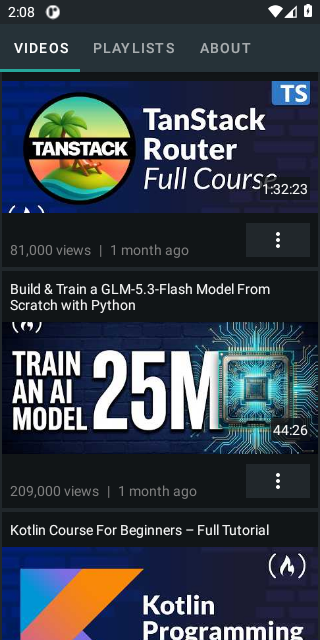 2:08
VIDEOS PLAYLISTS ABOUT
TS
TANSTACK
TanStack
Router
Full Course
1:32:23
81,000 views | 1 month ago
Build & Train a GLM-5.3-Flash Model From
Scratch with Python
TRAIN
AN AI
MODEL
25M
44:26
209,000 views | 1 month ago
Kotlin Course For Beginners – Full Tutorial
Kotlin
Programming